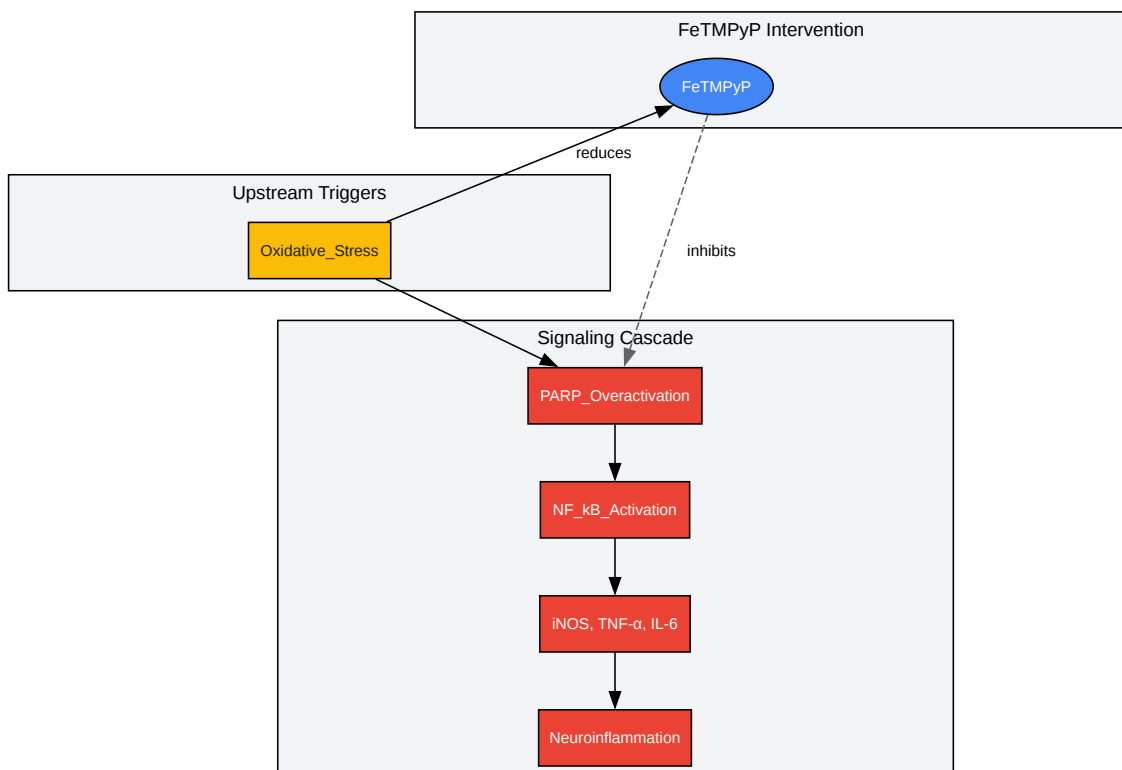 FeTMPyP Intervention
FeTMPyP
reduces
Upstream Triggers
Oxidative_Stress
inhibits
Signaling Cascade
PARP_Overactivation
NF_kB_Activation
iNOS, TNF-α, IL-6
Neuroinflammation